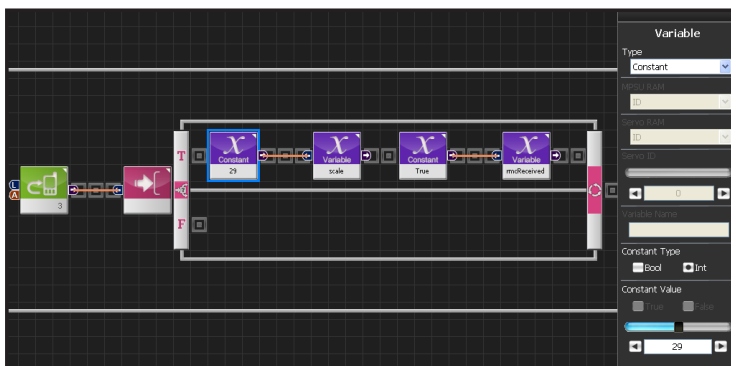 L
A
3
T
F
Constant
29
Variable
scale
Constant
True
Variable
rmcReceived
Variable
Type
Constant
MPSU RAM
ID
Servo RAM
ID
Servo ID
0
Variable Name
Constant Type
Bool Int
Constant Value
True False
29